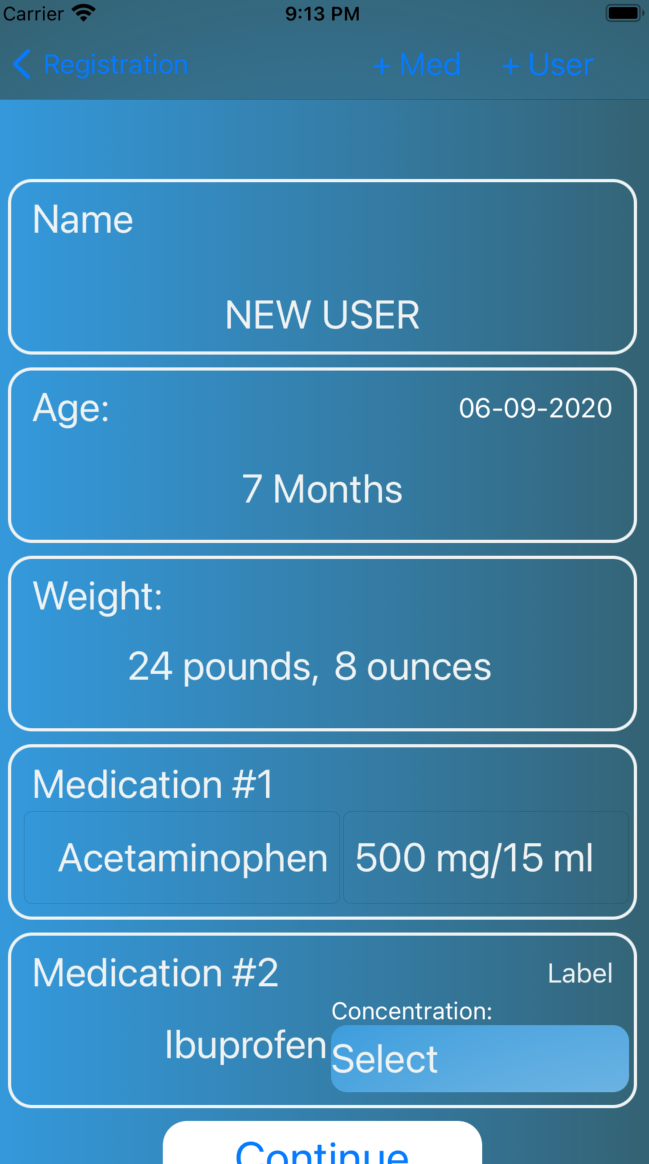 Carrier 9:13 PM
Registration + Med + User
Name
NEW USER
Age: 06-09-2020
7 Months
Weight:
24 pounds, 8 ounces
Medication #1
Acetaminophen 500 mg/15 ml
Medication #2 Label
Concentration:
Ibuprofen Select
Continue